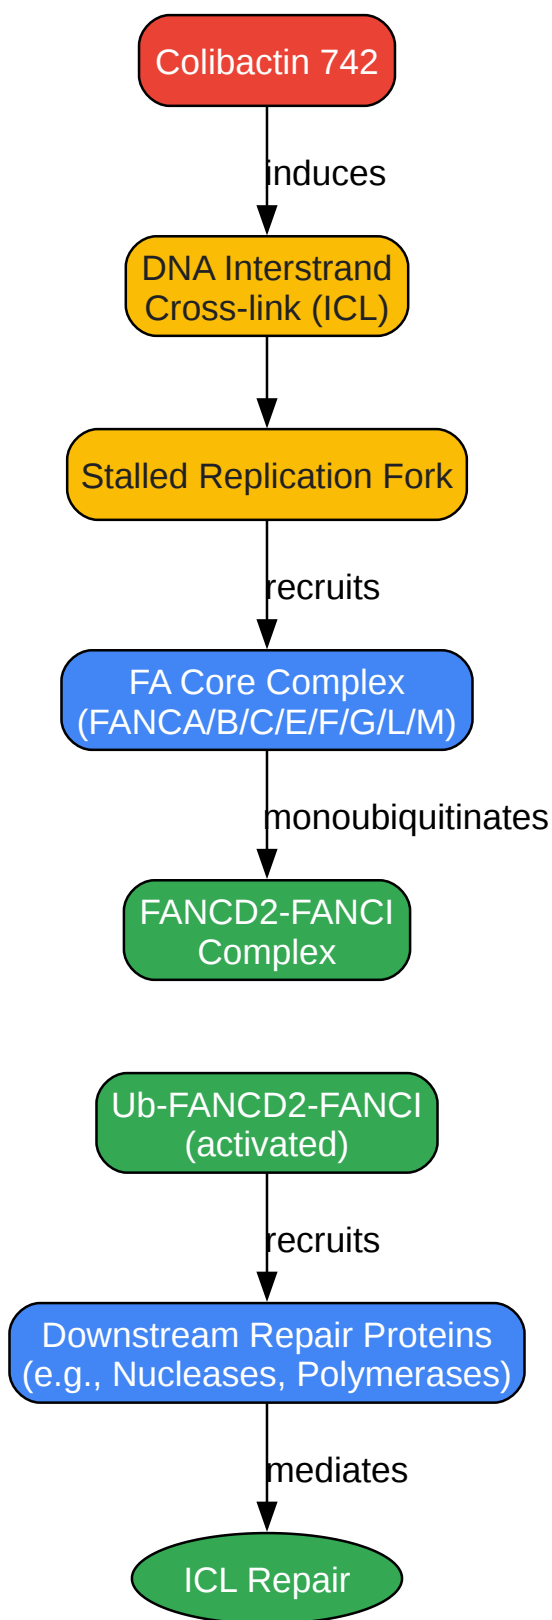 Colibactin 742
induces
DNA Interstrand
Cross-link (ICL)
Stalled Replication Fork
recruits
FA Core Complex
(FANCA/B/C/E/F/G/L/M)
monoubiquitinates
FANCD2-FANCI
Complex
Ub-FANCD2-FANCI
(activated)
recruits
Downstream Repair Proteins
(e.g., Nucleases, Polymerases)
mediates
ICL Repair